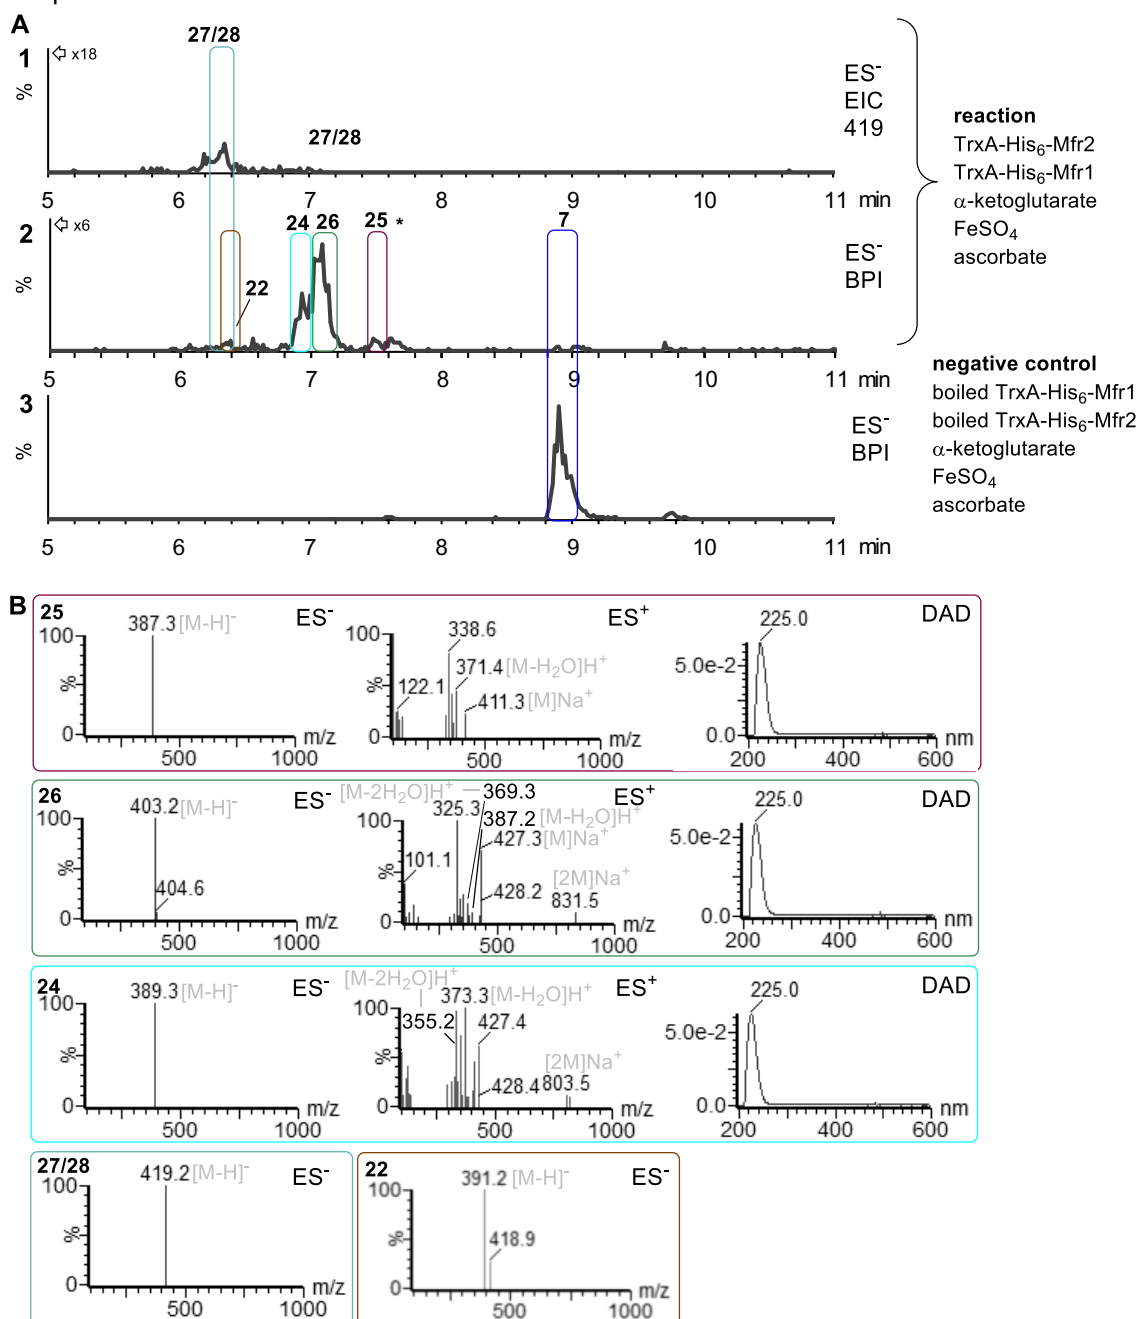 A
27/28
1
x18
%
27/28
ES-
EIC
419
5 6 7 8 9 10 11 min
2
x6
%
22
24 26 25 * 7
ES-
BPI
5 6 7 8 9 10 11 min
3
%
ES-
BPI
5 6 7 8 9 10 11 min
reaction
TrxA-His6-Mfr2
TrxA-His6-Mfr1
α-ketoglutarate
FeSO4
ascorbate
negative control
boiled TrxA-His6-Mfr1
boiled TrxA-His6-Mfr2
α-ketoglutarate
FeSO4
ascorbate
B
25
387.3 [M-H]-
ES-
100
%
0
500 1000 m/z
ES+
338.6
371.4 [M-H2O]H+
122.1
411.3 [M]Na+
100
%
0
500 1000 m/z
DAD
225.0
5.0e-2
0.0
200 400 600 nm
26
403.2 [M-H]-
ES-
404.6
100
%
0
500 1000 m/z
[M-2H2O]H+ 369.3
ES+
325.3
387.2 [M-H2O]H+
427.3 [M]Na+
101.1
428.2
[2M]Na+
831.5
100
%
0
500 1000 m/z
DAD
225.0
5.0e-2
0.0
200 400 600 nm
24
389.3 [M-H]-
ES-
100
%
0
500 1000 m/z
[M-2H2O]H+
ES+
373.3 [M-H2O]H+
355.2
427.4
[2M]Na+
428.4 803.5
100
%
0
500 1000 m/z
DAD
225.0
5.0e-2
0.0
200 400 600 nm
27/28
419.2 [M-H]-
ES-
100
%
0
500 1000 m/z
22
391.2 [M-H]-
ES-
418.9
100
%
0
500 1000 m/z